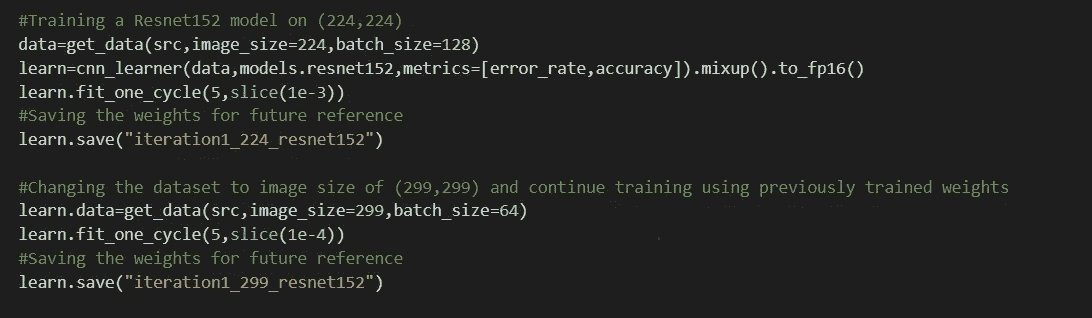 #Training a Resnet152 model on (224,224)
data=get_data(src,image_size=224,batch_size=128)
learn=cnn_learner(data,models.resnet152,metrics=[error_rate,accuracy]).mixup().to_fp16()
learn.fit_one_cycle(5,slice(1e-3))
#Saving the weights for future reference
learn.save("iteration1_224_resnet152")
#Changing the dataset to image size of (299,299) and continue training using previously trained weights
learn.data=get_data(src,image_size=299,batch_size=64)
learn.fit_one_cycle(5,slice(1e-4))
#Saving the weights for future reference
learn.save("iteration1_299_resnet152")